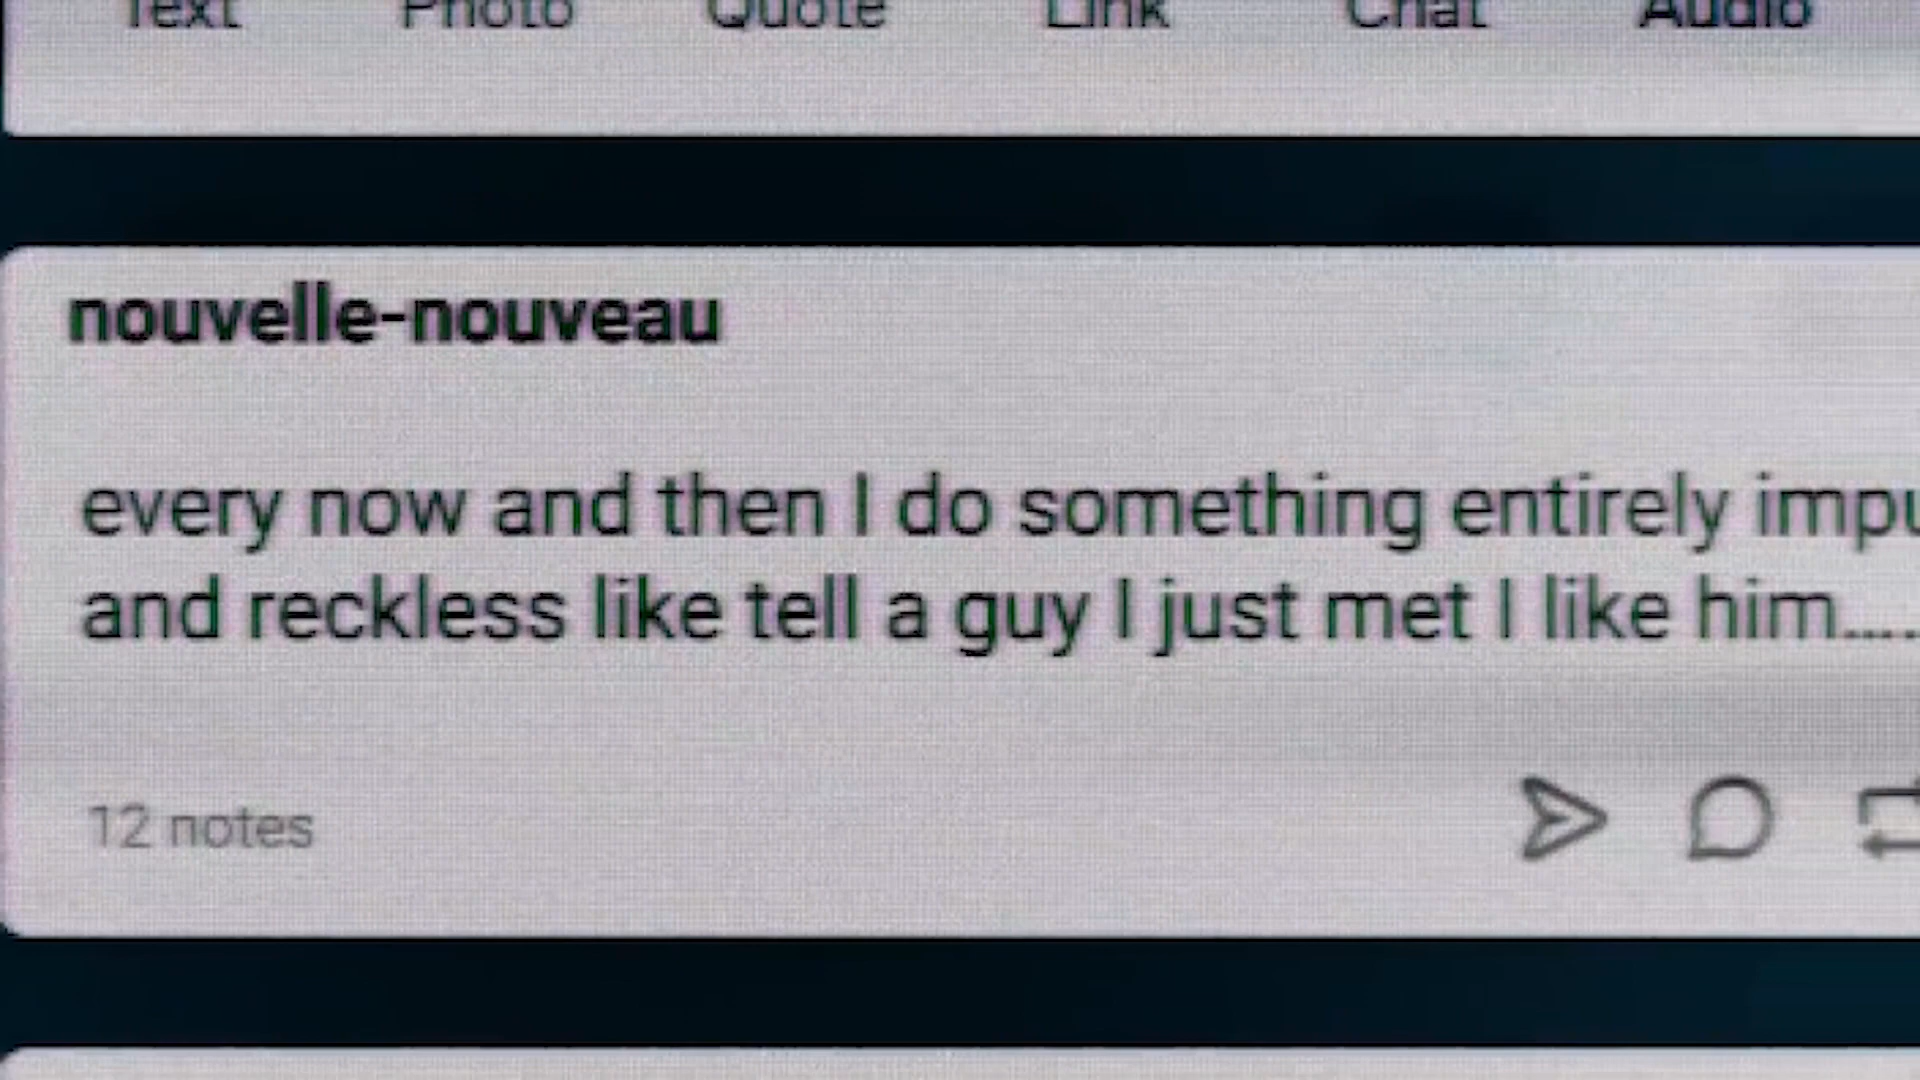 Text Photo Quote Link Chat Audio
nouvelle-nouveau
every now and then I do something entirely impu
and reckless like tell a guy I just met I like him.....
12 notes